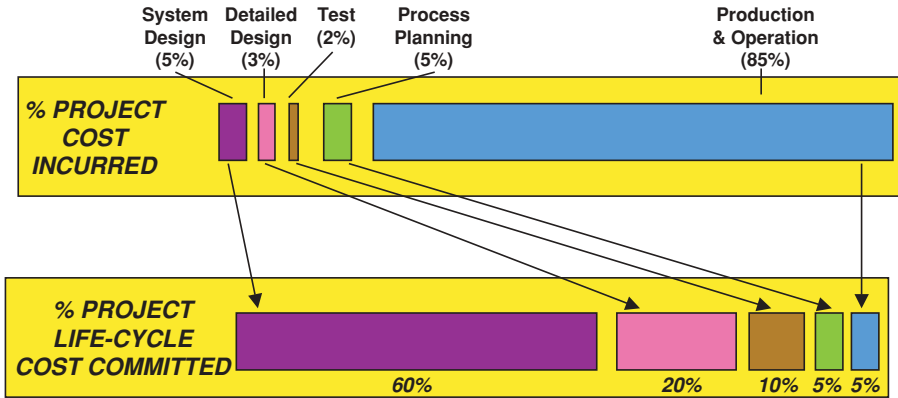 System
Design
(5%)
Detailed
Design
(3%)
Test
(2%)
Process
Planning
(5%)
Production
& Operation
(85%)
% PROJECT
COST
INCURRED
% PROJECT
LIFE-CYCLE
COST COMMITTED
60%
20%
10%
5%
5%